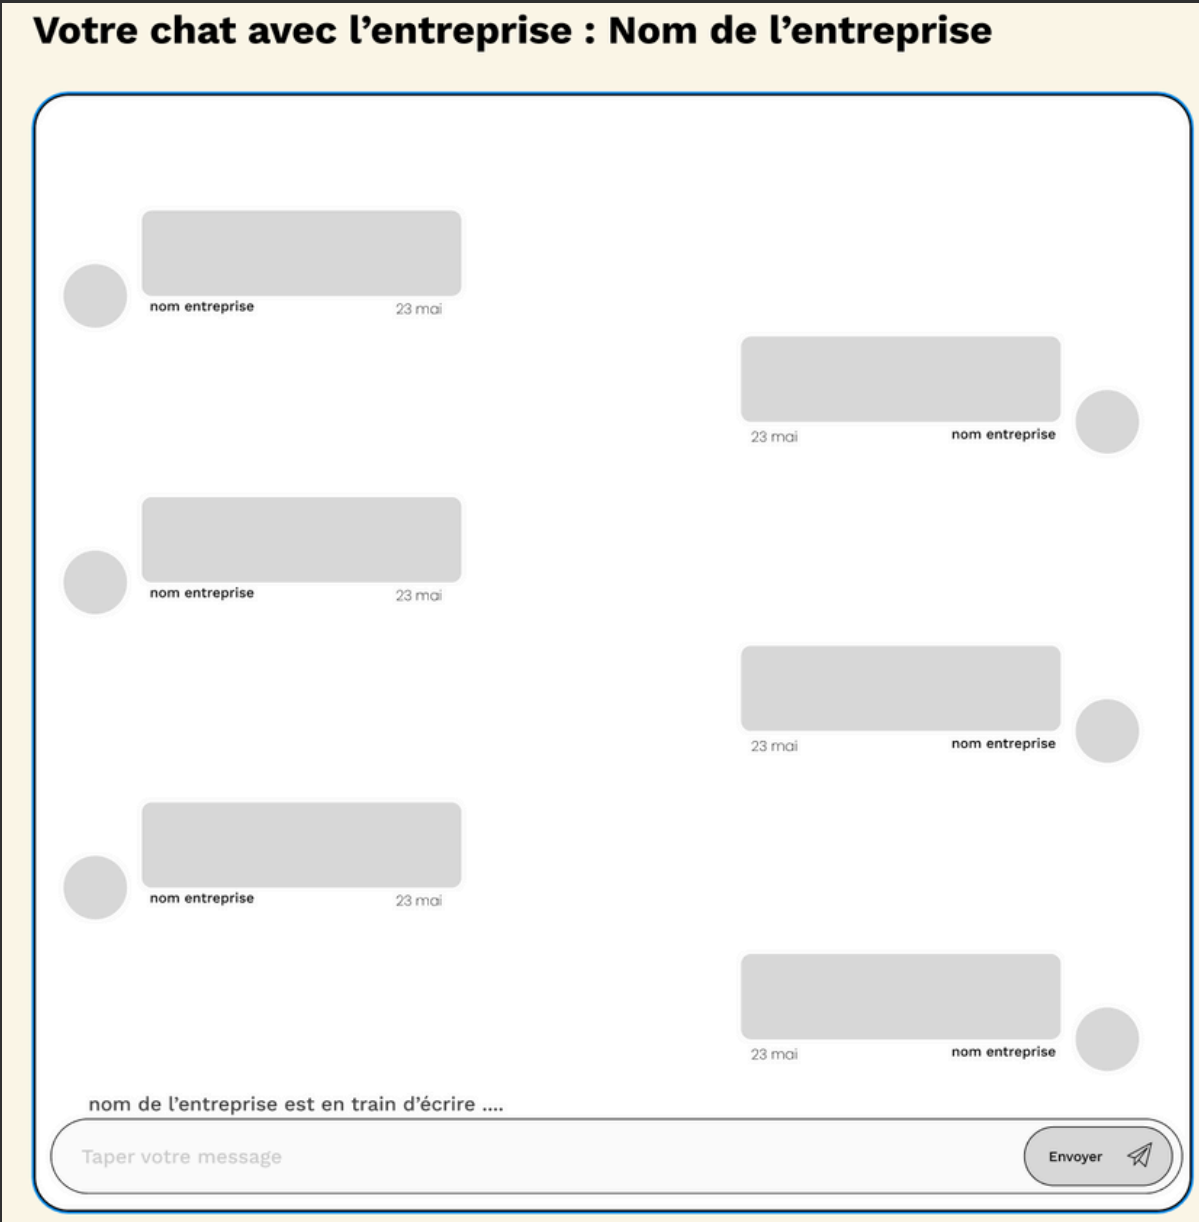 Votre chat avec l’entreprise : Nom de l’entreprise
nom entreprise 23 mai
23 mai nom entreprise
nom entreprise 23 mai
23 mai nom entreprise
nom entreprise 23 mai
23 mai nom entreprise
nom de l’entreprise est en train d’écrire ....
Taper votre message Envoyer